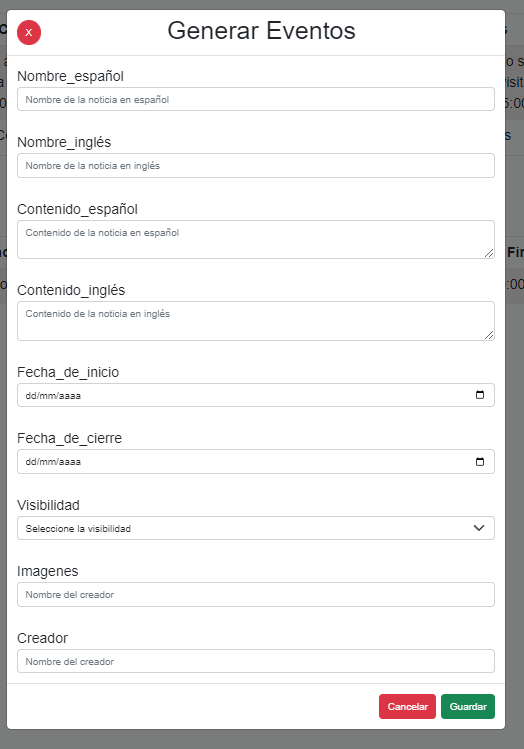 X
Generar Eventos
Nombre_español
Nombre de la noticia en español
Nombre_inglés
Nombre de la noticia en inglés
Contenido_español
Contenido de la noticia en español
Contenido_inglés
Contenido de la noticia en inglés
Fecha_de_inicio
dd/mm/aaaa
Fecha_de_cierre
dd/mm/aaaa
Visibilidad
Seleccione la visibilidad
Imagenes
Nombre del creador
Creador
Nombre del creador
Cancelar
Guardar